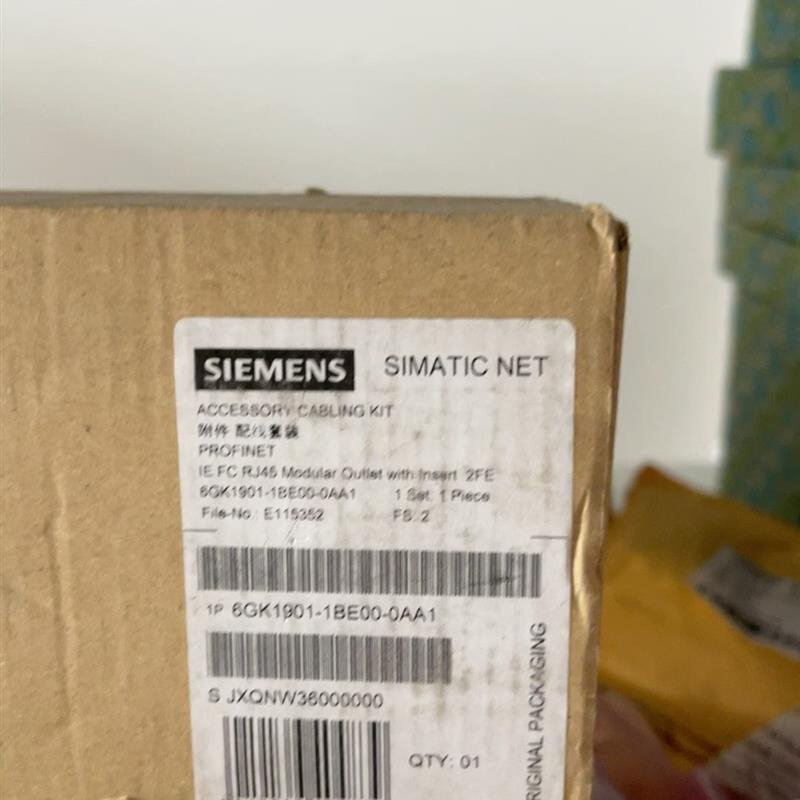 SIEMENS SIMATIC NET
ACCESSORY CABLING KIT
附件 配线套装
PROFINET
IE FC RJ45 Modular Outlet with Insert 2FE
6GK1901-1BE00-0AA1 1 Set: 1 Piece
File-No.: E115352 FS: 2
1P 6GK1901-1BE00-0AA1
S JXQNW36000000
QTY: 01
RIGINAL PACKAGING